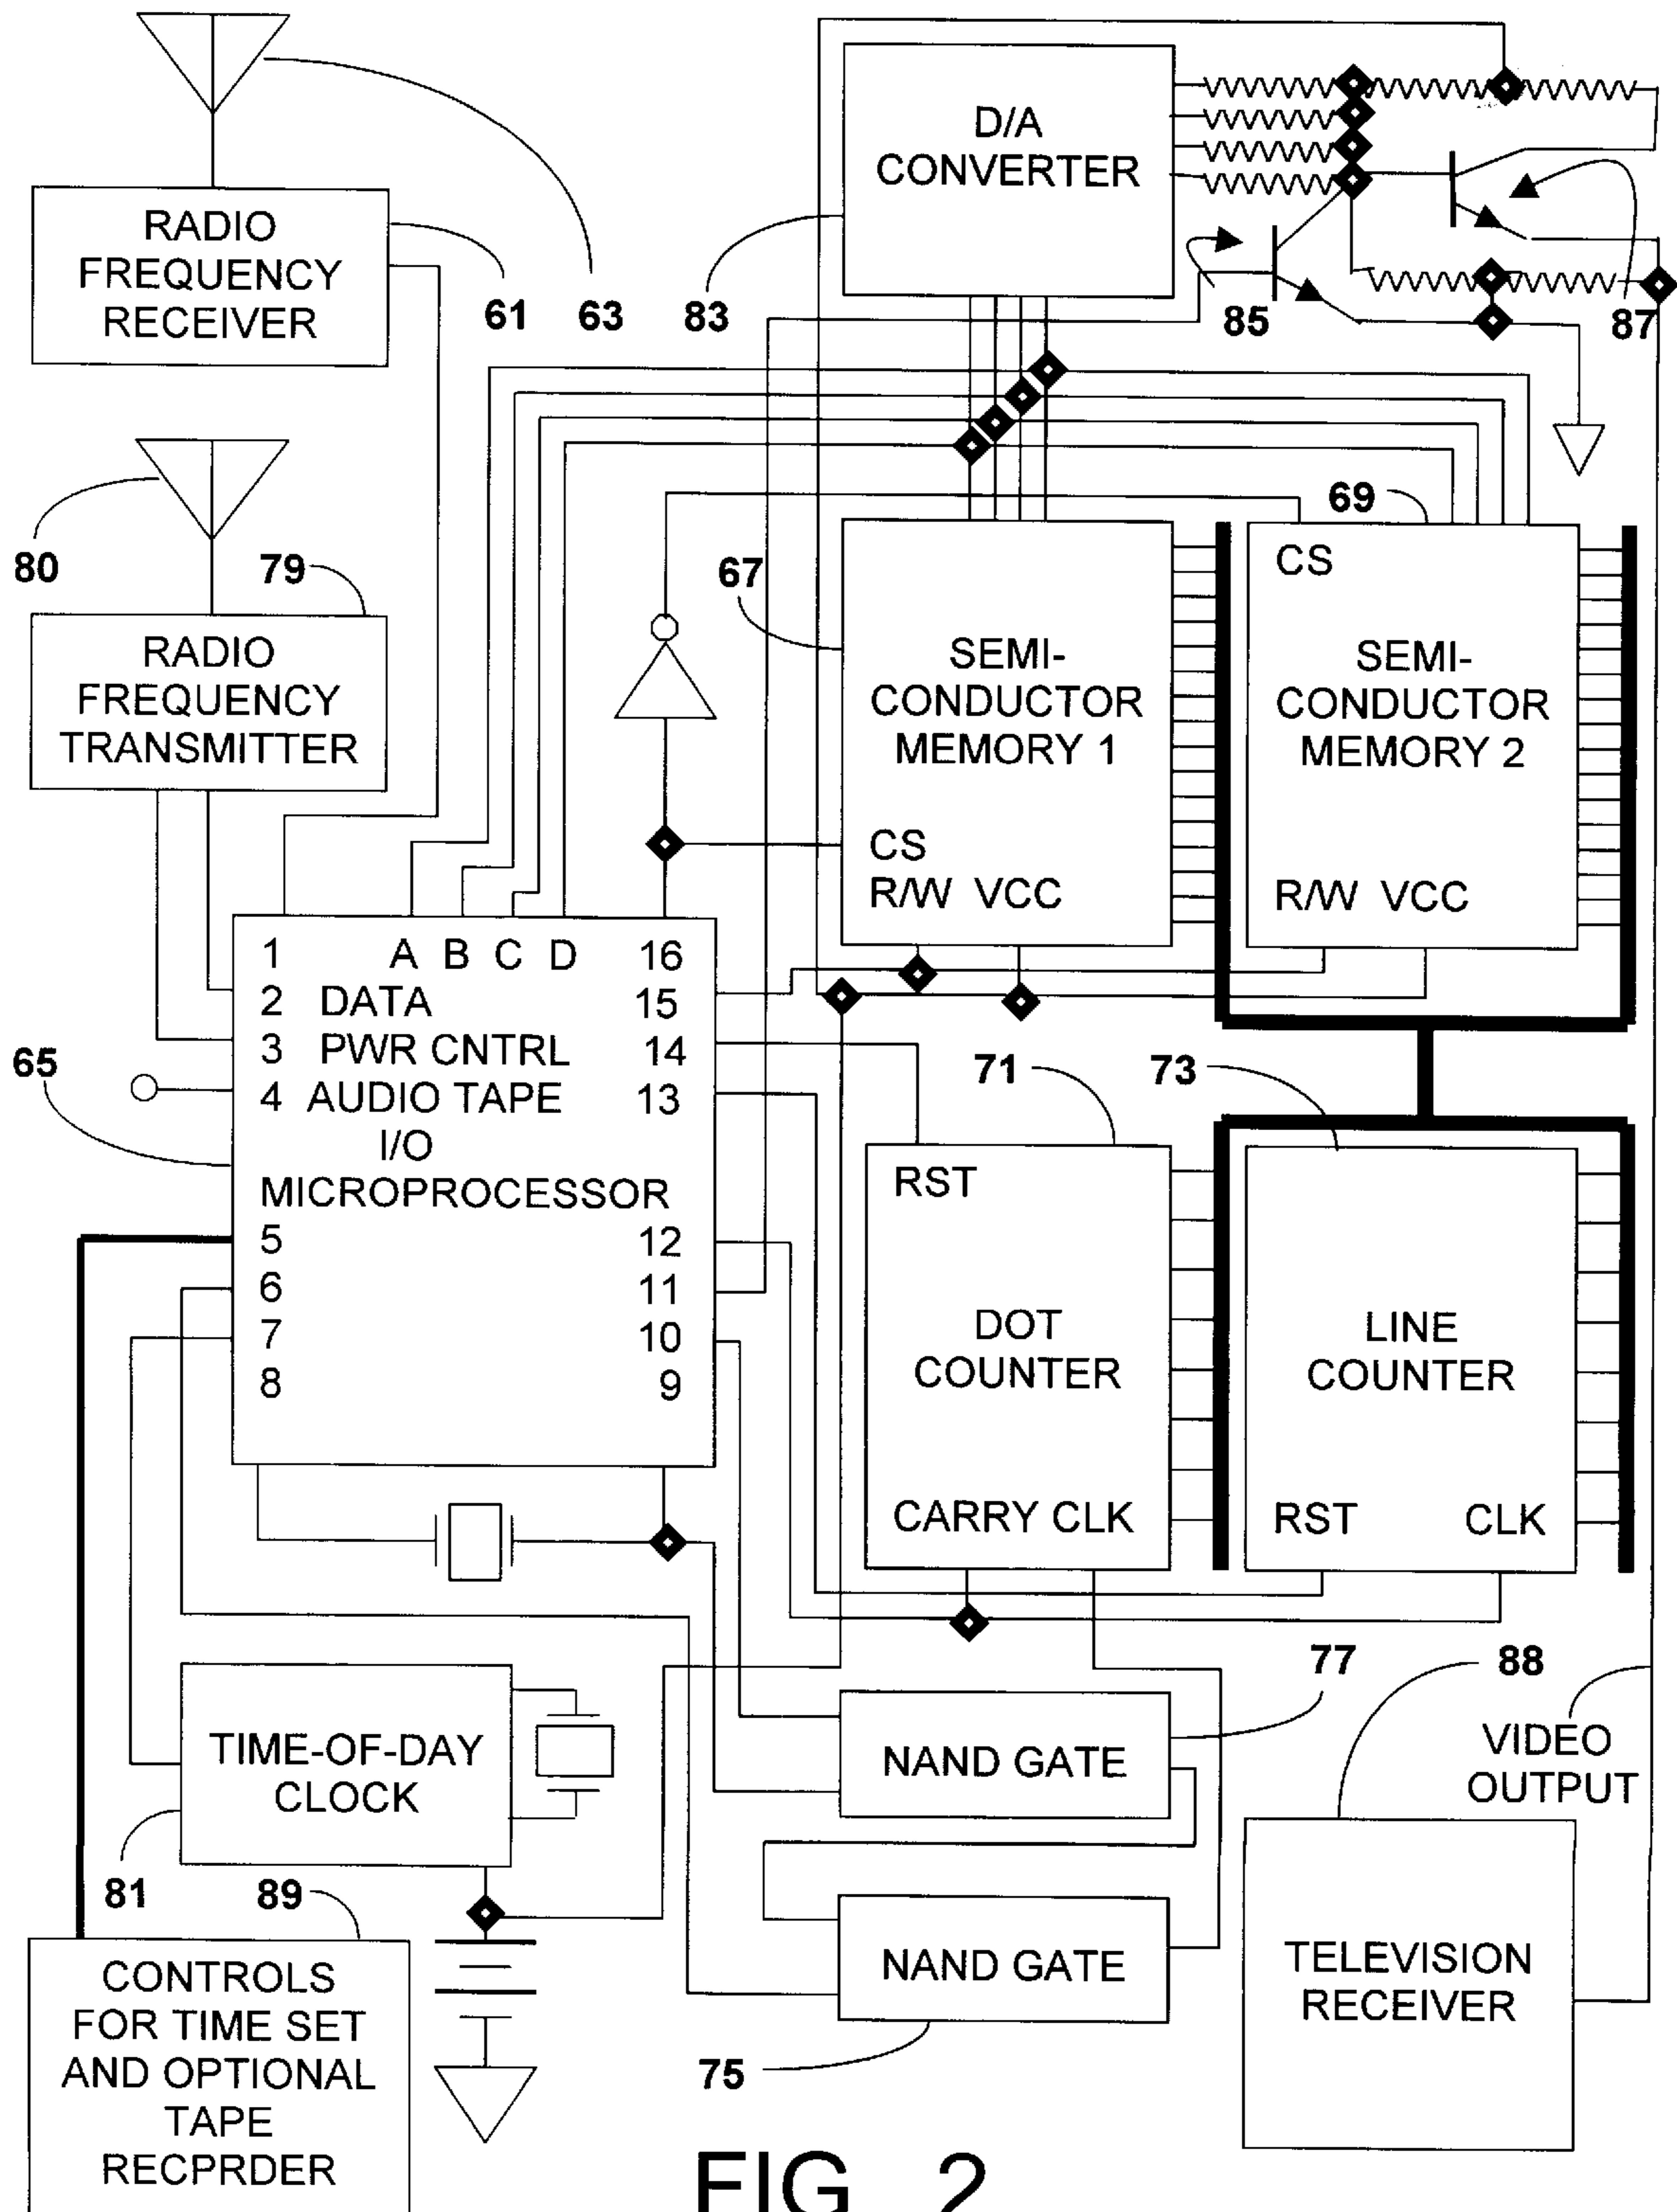 D/A
CONVERTER
RADIO
FREQUENCY
RECEIVER
61
63
83
85
87
80
79
RADIO
FREQUENCY
TRANSMITTER
67
69
SEMI-
CONDUCTOR
MEMORY 1
CS
R/W VCC
CS
SEMI-
CONDUCTOR
MEMORY 2
R/W VCC
65
1 A B C D 16
2 DATA 15
3 PWR CNTRL 14
4 AUDIO TAPE 13
I/O
MICROPROCESSOR
5 12
6 11
7 10
8 9
71
73
RST
DOT
COUNTER
CARRY CLK
LINE
COUNTER
RST CLK
77
88
TIME-OF-DAY
CLOCK
NAND GATE
VIDEO
OUTPUT
81
89
CONTROLS
FOR TIME SET
AND OPTIONAL
TAPE
RECPRDER
NAND GATE
75
TELEVISION
RECEIVER
FIG. 2